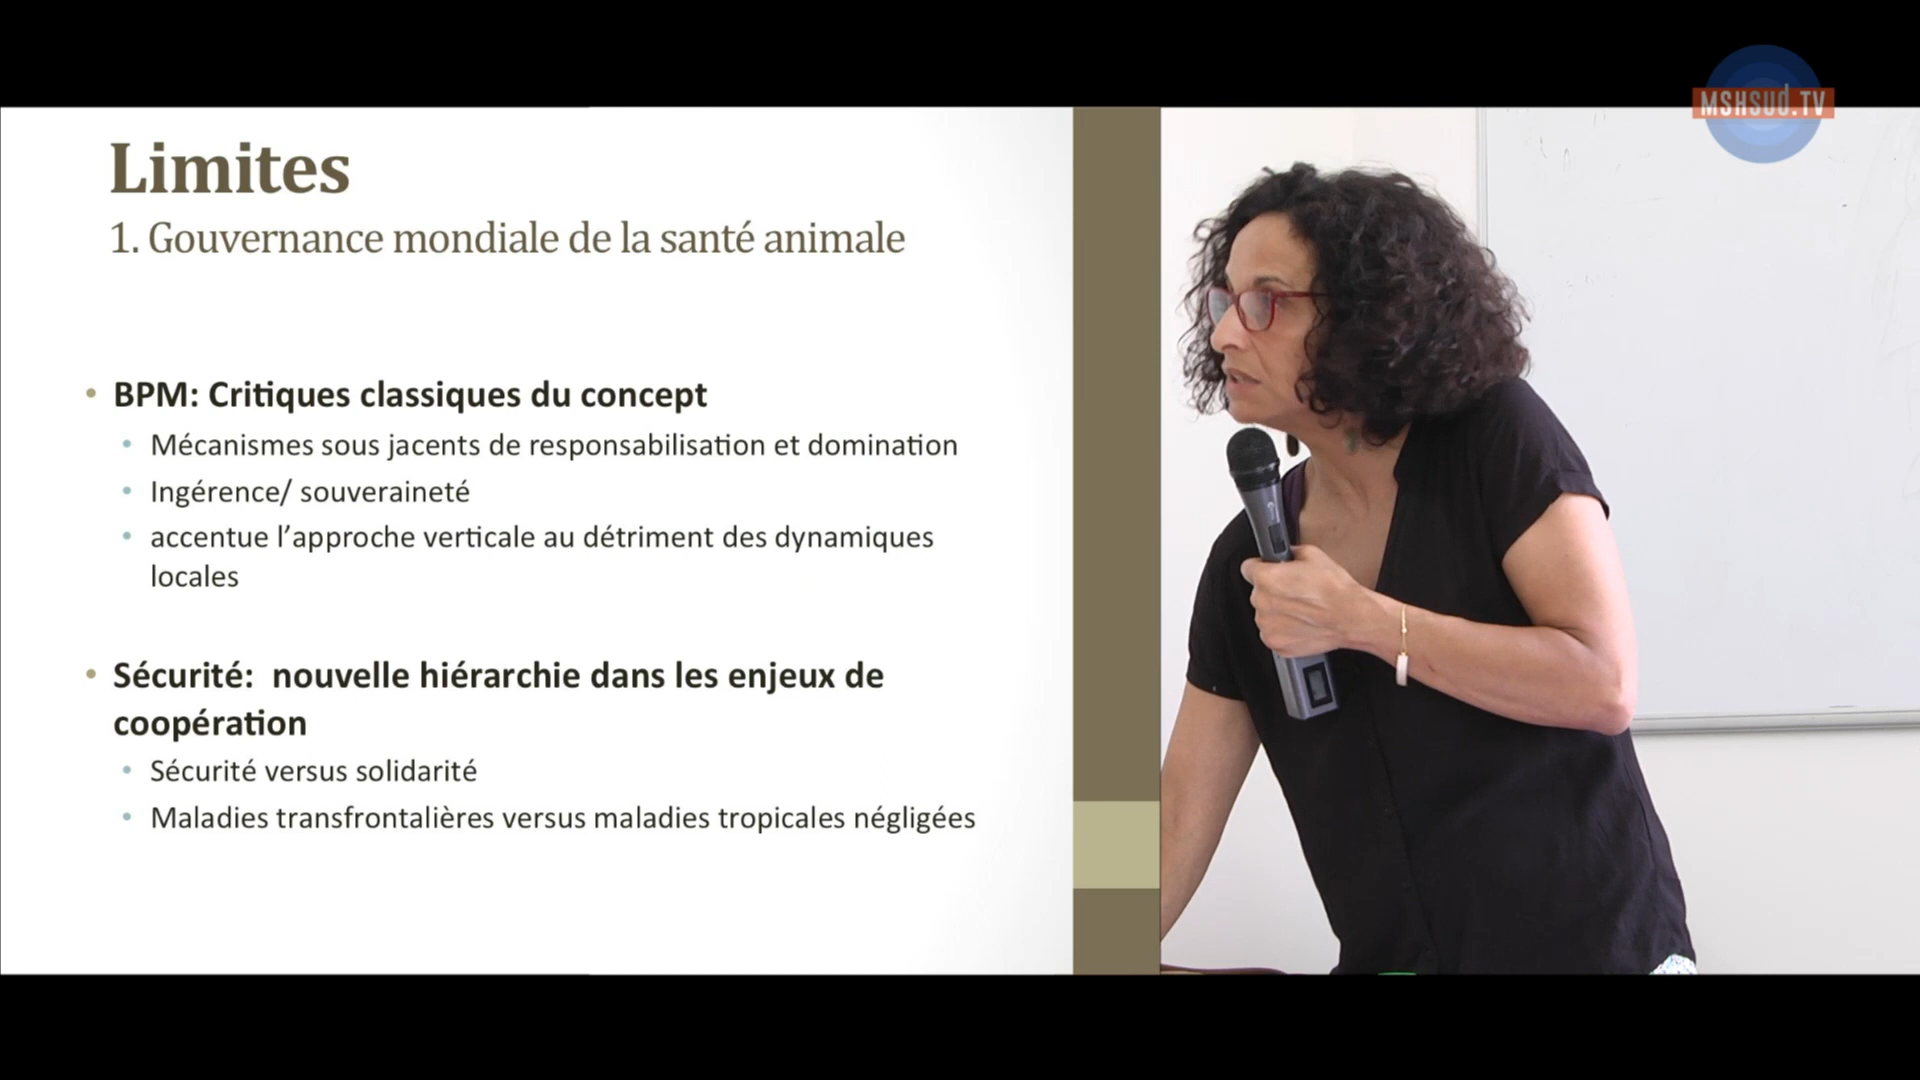 MSHSUd.TV
Limites
1. Gouvernance mondiale de la santé animale
• BPM: Critiques classiques du concept
• Mécanismes sous jacents de responsabilisation et domination
• Ingérence/ souveraineté
• accentue l’approche verticale au détriment des dynamiques
locales
• Sécurité:  nouvelle hiérarchie dans les enjeux de
coopération
• Sécurité versus solidarité
• Maladies transfrontalières versus maladies tropicales négligées